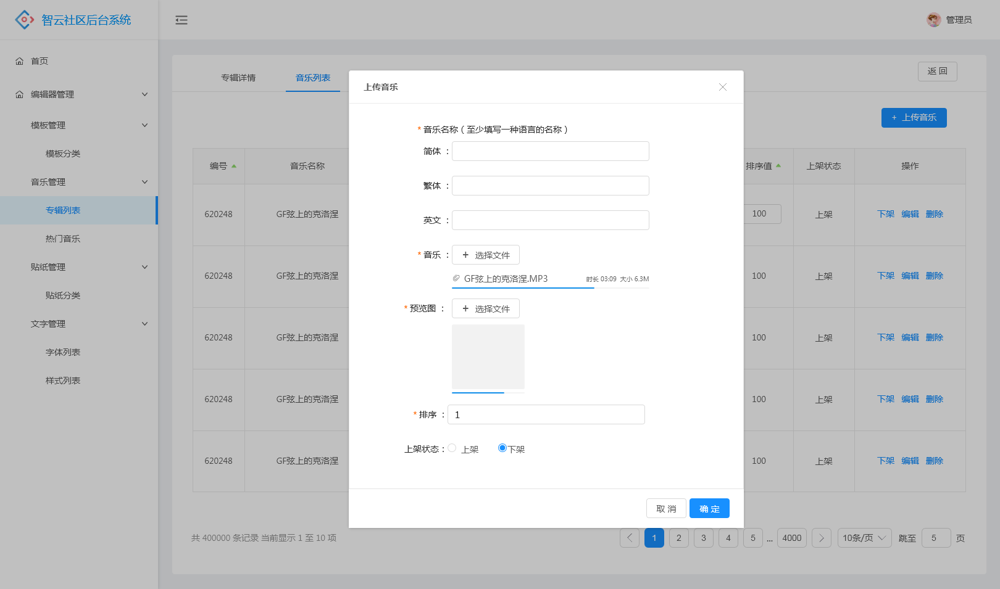 智云社区后台系统
管理员
首页
编辑器管理
模板管理
模板分类
音乐管理
专辑列表
热门音乐
贴纸管理
贴纸分类
文字管理
字体列表
样式列表
专辑详情
音乐列表
返 回
+ 上传音乐
编号 音乐名称 排序值 上架状态 操作
620248 GF弦上的克洛涅 100 上架 下架 编辑 删除
620248 GF弦上的克洛涅 100 上架 下架 编辑 删除
620248 GF弦上的克洛涅 100 上架 下架 编辑 删除
620248 GF弦上的克洛涅 100 上架 下架 编辑 删除
620248 GF弦上的克洛涅 100 上架 下架 编辑 删除
共 400000 条记录 当前显示 1 至 10 项
1 2 3 4 5 ... 4000 10条/页 跳至 5 页
上传音乐
* 音乐名称（至少填写一种语言的名称）
简体 ：
繁体 ：
英文 ：
* 音乐 ： + 选择文件
GF弦上的克洛涅.MP3 时长 03:09 大小 6.3M
* 预览图 ： + 选择文件
* 排序 ： 1
上架状态： 上架 下架
取 消 确 定